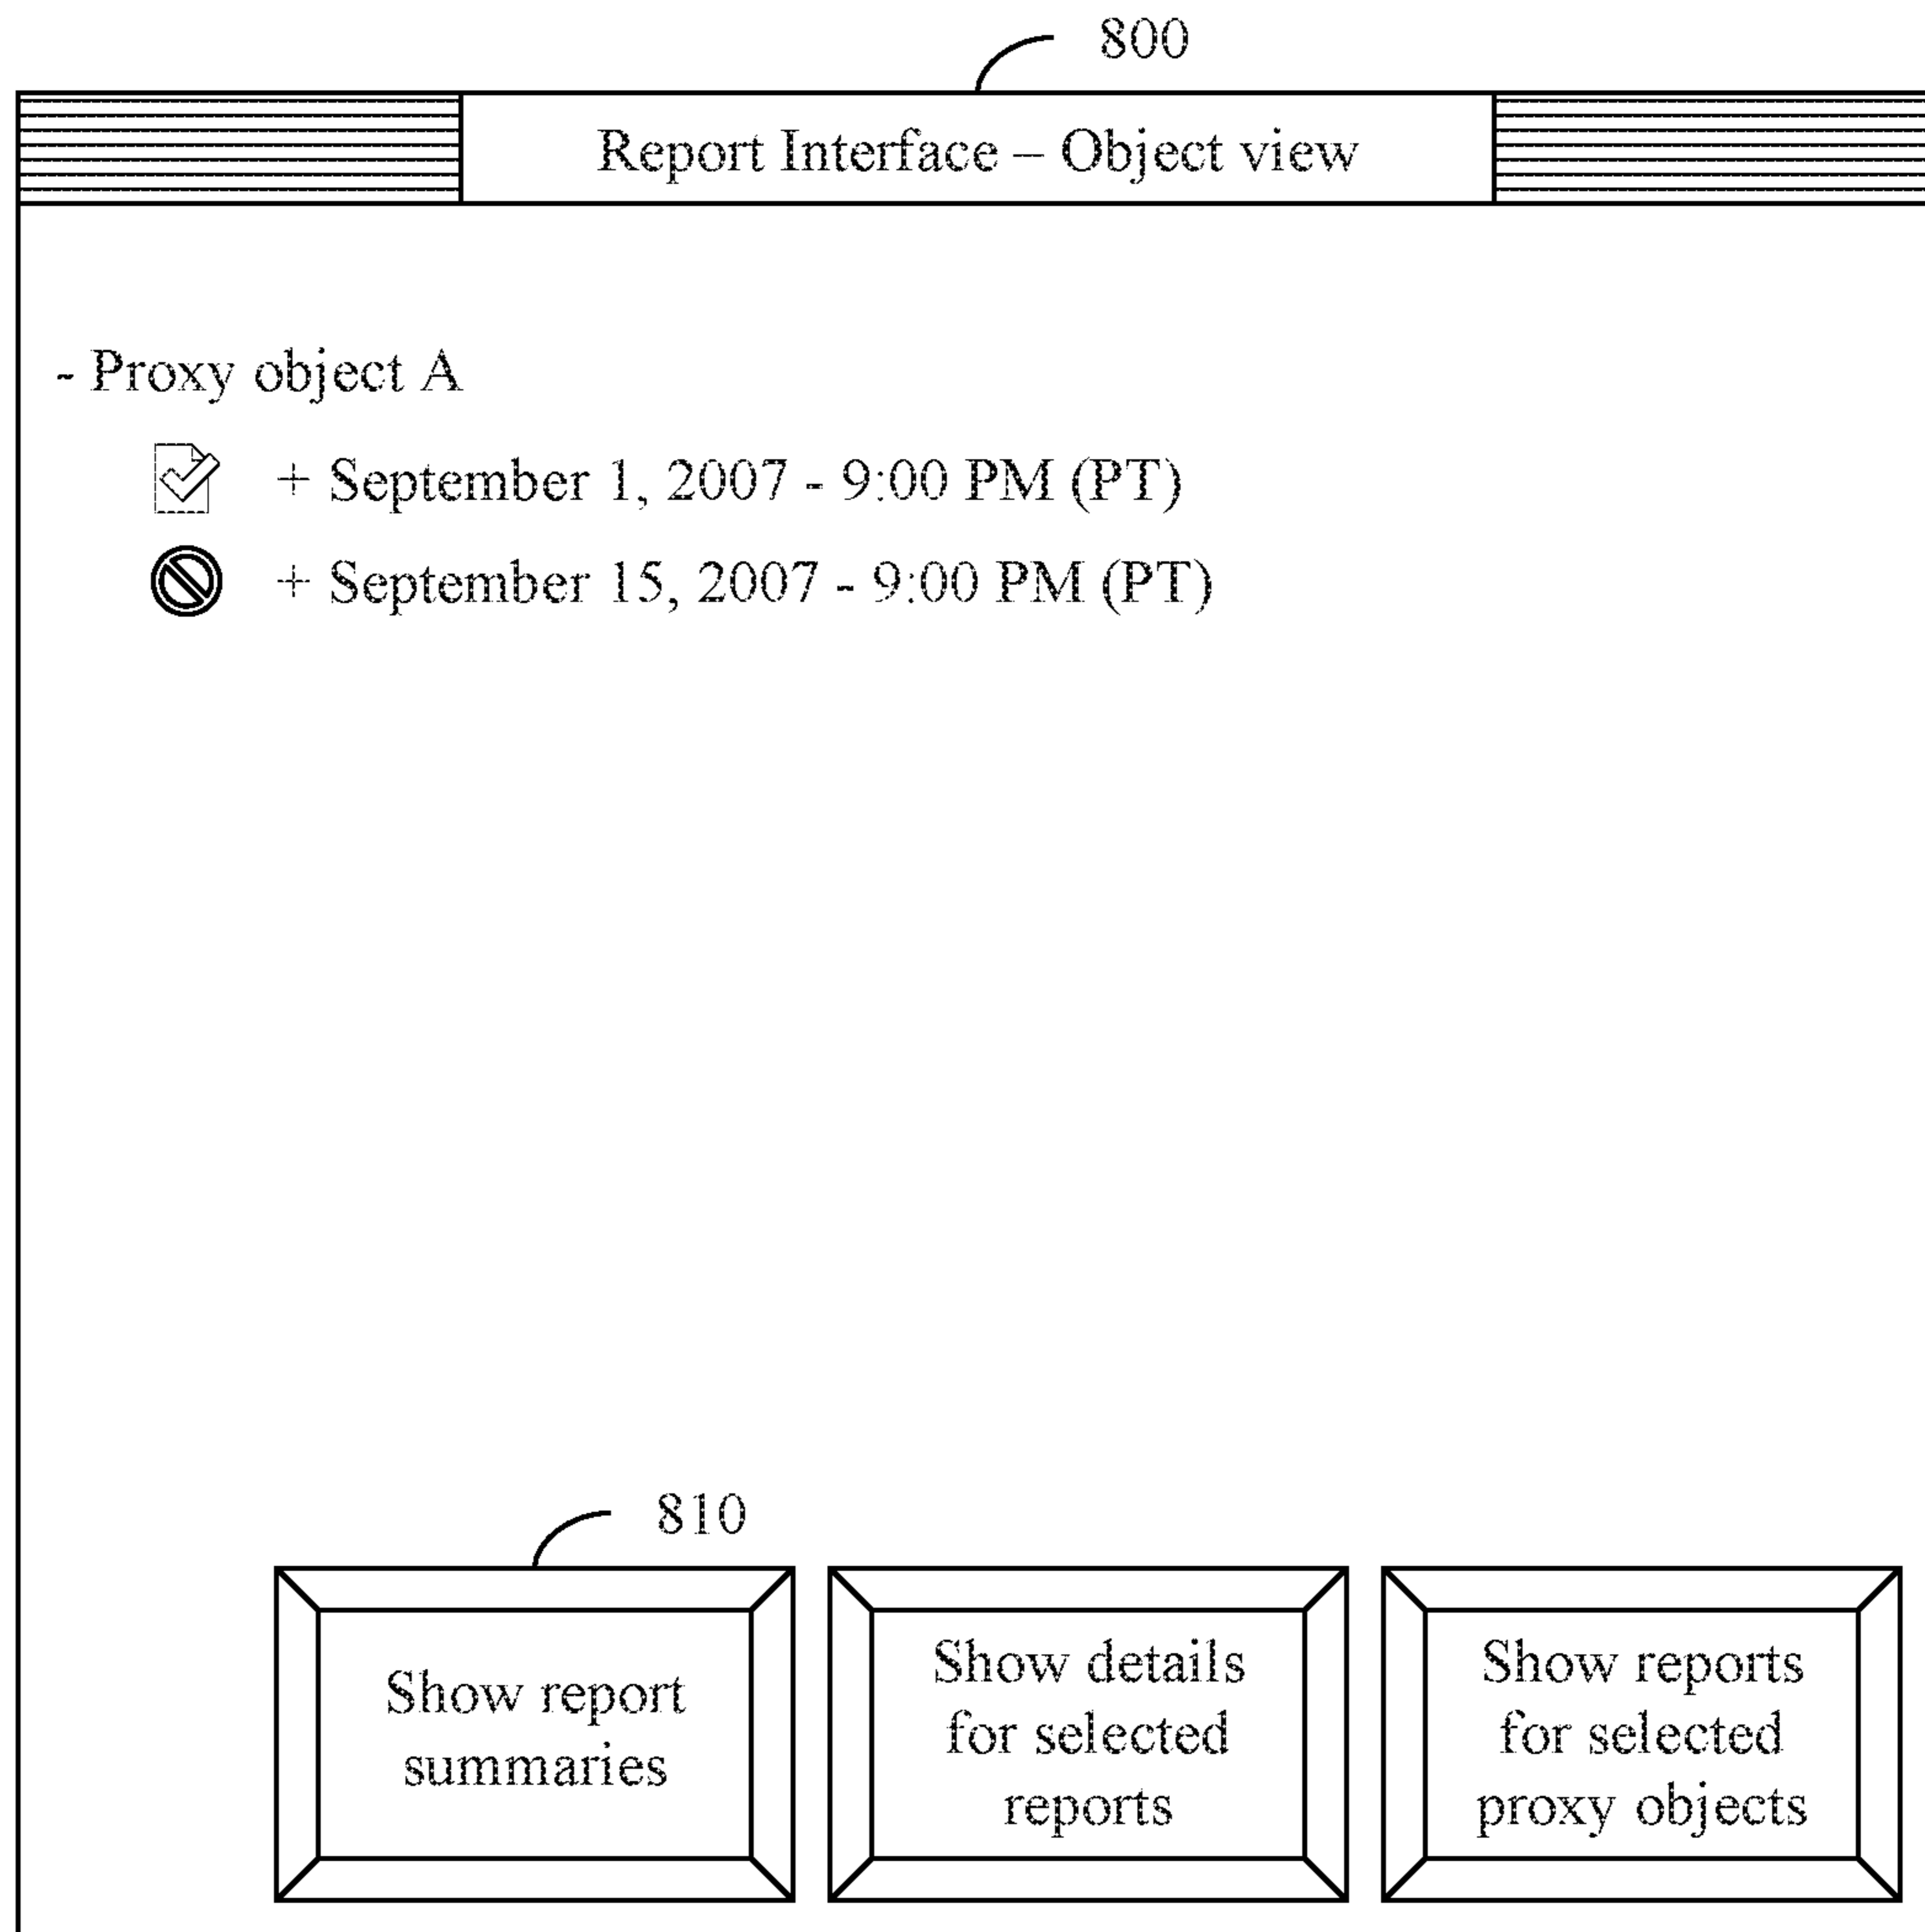 800
Report Interface – Object view
- Proxy object A
+ September 1, 2007 - 9:00 PM (PT)
+ September 15, 2007 - 9:00 PM (PT)
810
Show report
summaries
Show details
for selected
reports
Show reports
for selected
proxy objects